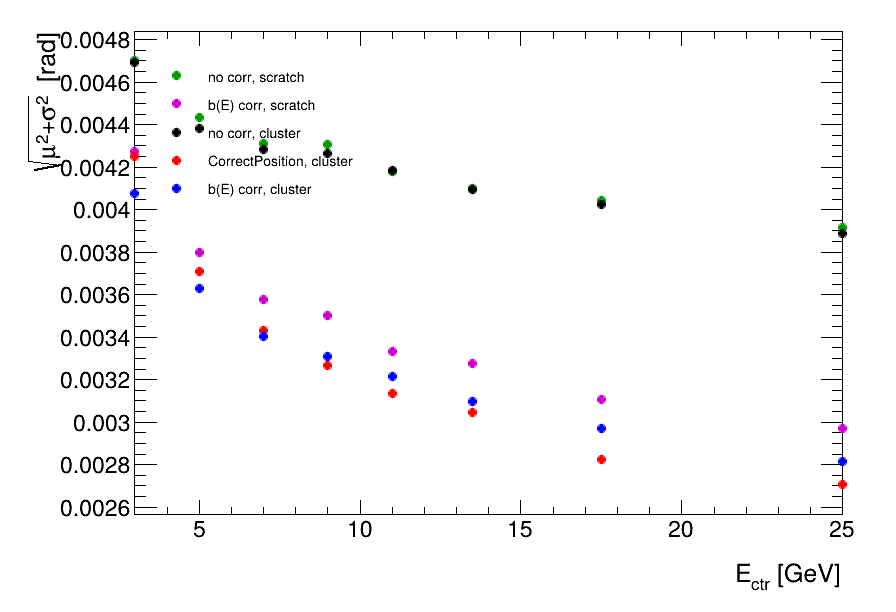 √μ²+σ² [rad]
0.0048
0.0046
0.0044
0.0042
0.004
0.0038
0.0036
0.0034
0.0032
0.003
0.0028
0.0026
no corr, scratch
b(E) corr, scratch
no corr, cluster
CorrectPosition, cluster
b(E) corr, cluster
5 10 15 20 25
E_ctr [GeV]